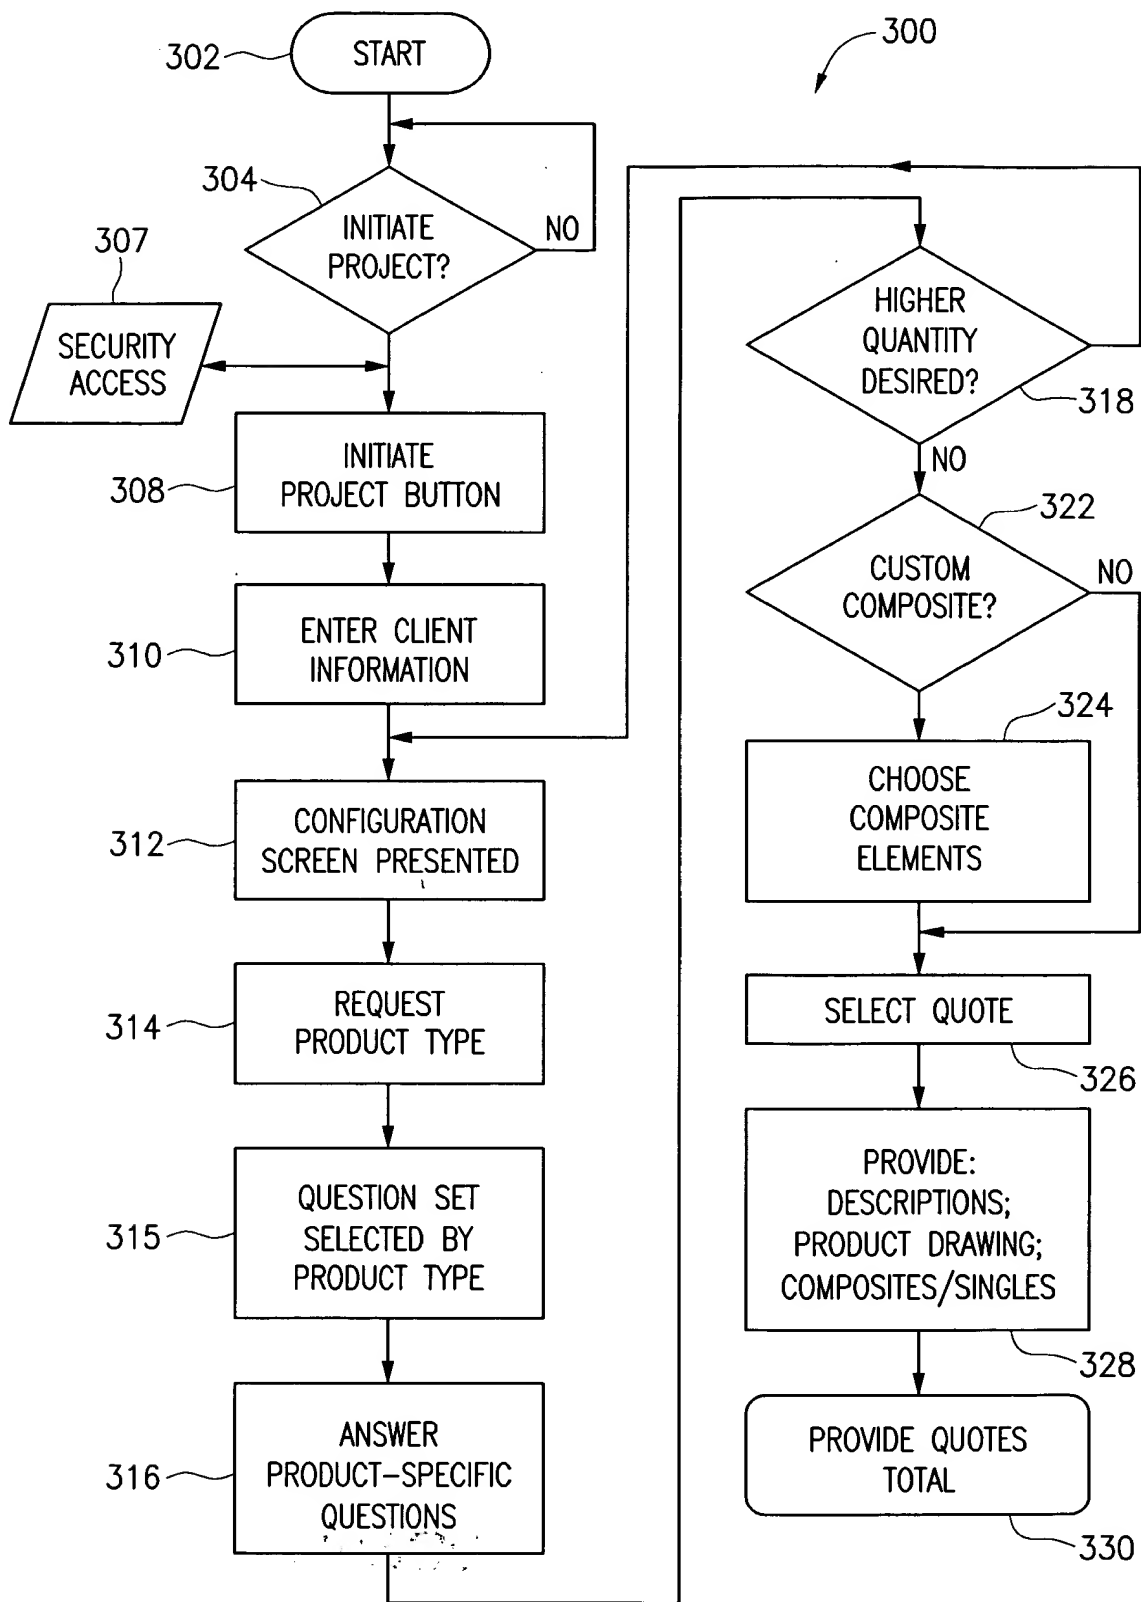 300
302
START
304
INITIATE
PROJECT?
NO
307
SECURITY
ACCESS
308
INITIATE
PROJECT BUTTON
310
ENTER CLIENT
INFORMATION
312
CONFIGURATION
SCREEN PRESENTED
314
REQUEST
PRODUCT TYPE
315
QUESTION SET
SELECTED BY
PRODUCT TYPE
316
ANSWER
PRODUCT-SPECIFIC
QUESTIONS
HIGHER
QUANTITY
DESIRED?
318
NO
322
CUSTOM
COMPOSITE?
NO
324
CHOOSE
COMPOSITE
ELEMENTS
SELECT QUOTE
326
PROVIDE:
DESCRIPTIONS;
PRODUCT DRAWING;
COMPOSITES/SINGLES
328
PROVIDE QUOTES
TOTAL
330